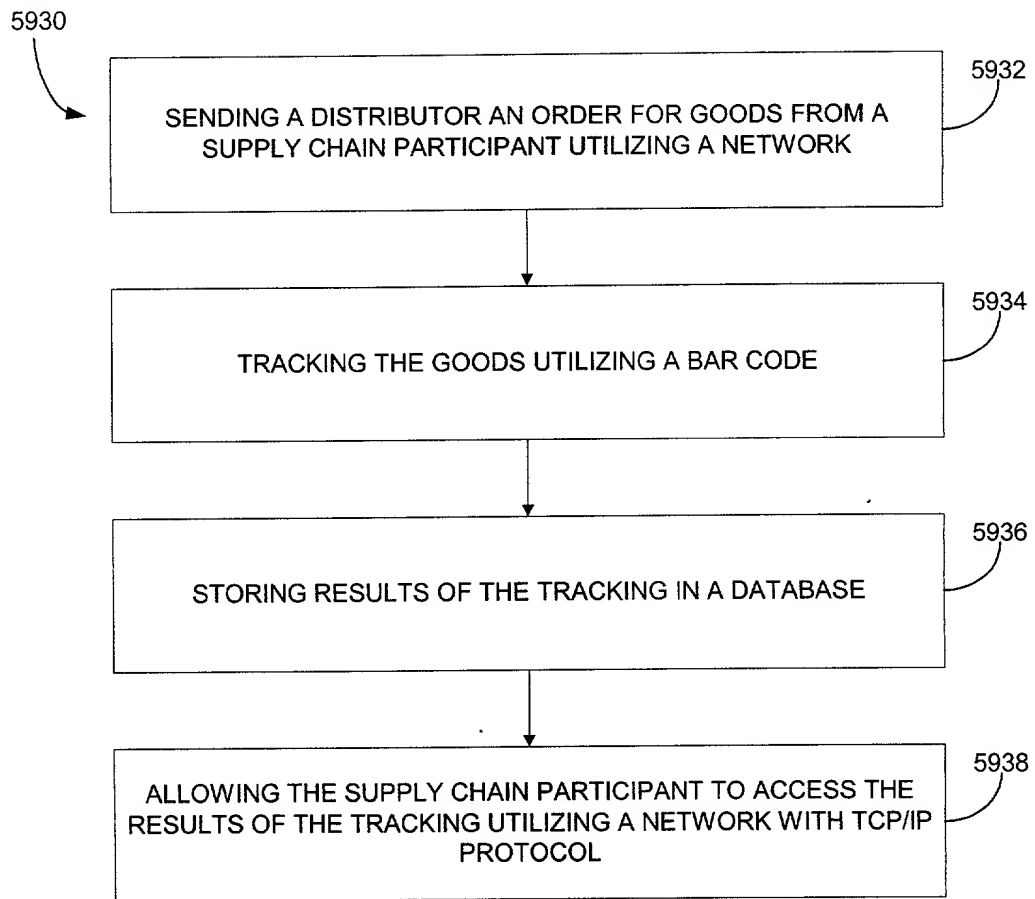 5930
5932
SENDING A DISTRIBUTOR AN ORDER FOR GOODS FROM A
SUPPLY CHAIN PARTICIPANT UTILIZING A NETWORK
5934
TRACKING THE GOODS UTILIZING A BAR CODE
5936
STORING RESULTS OF THE TRACKING IN A DATABASE
5938
ALLOWING THE SUPPLY CHAIN PARTICIPANT TO ACCESS THE
RESULTS OF THE TRACKING UTILIZING A NETWORK WITH TCP/IP
PROTOCOL